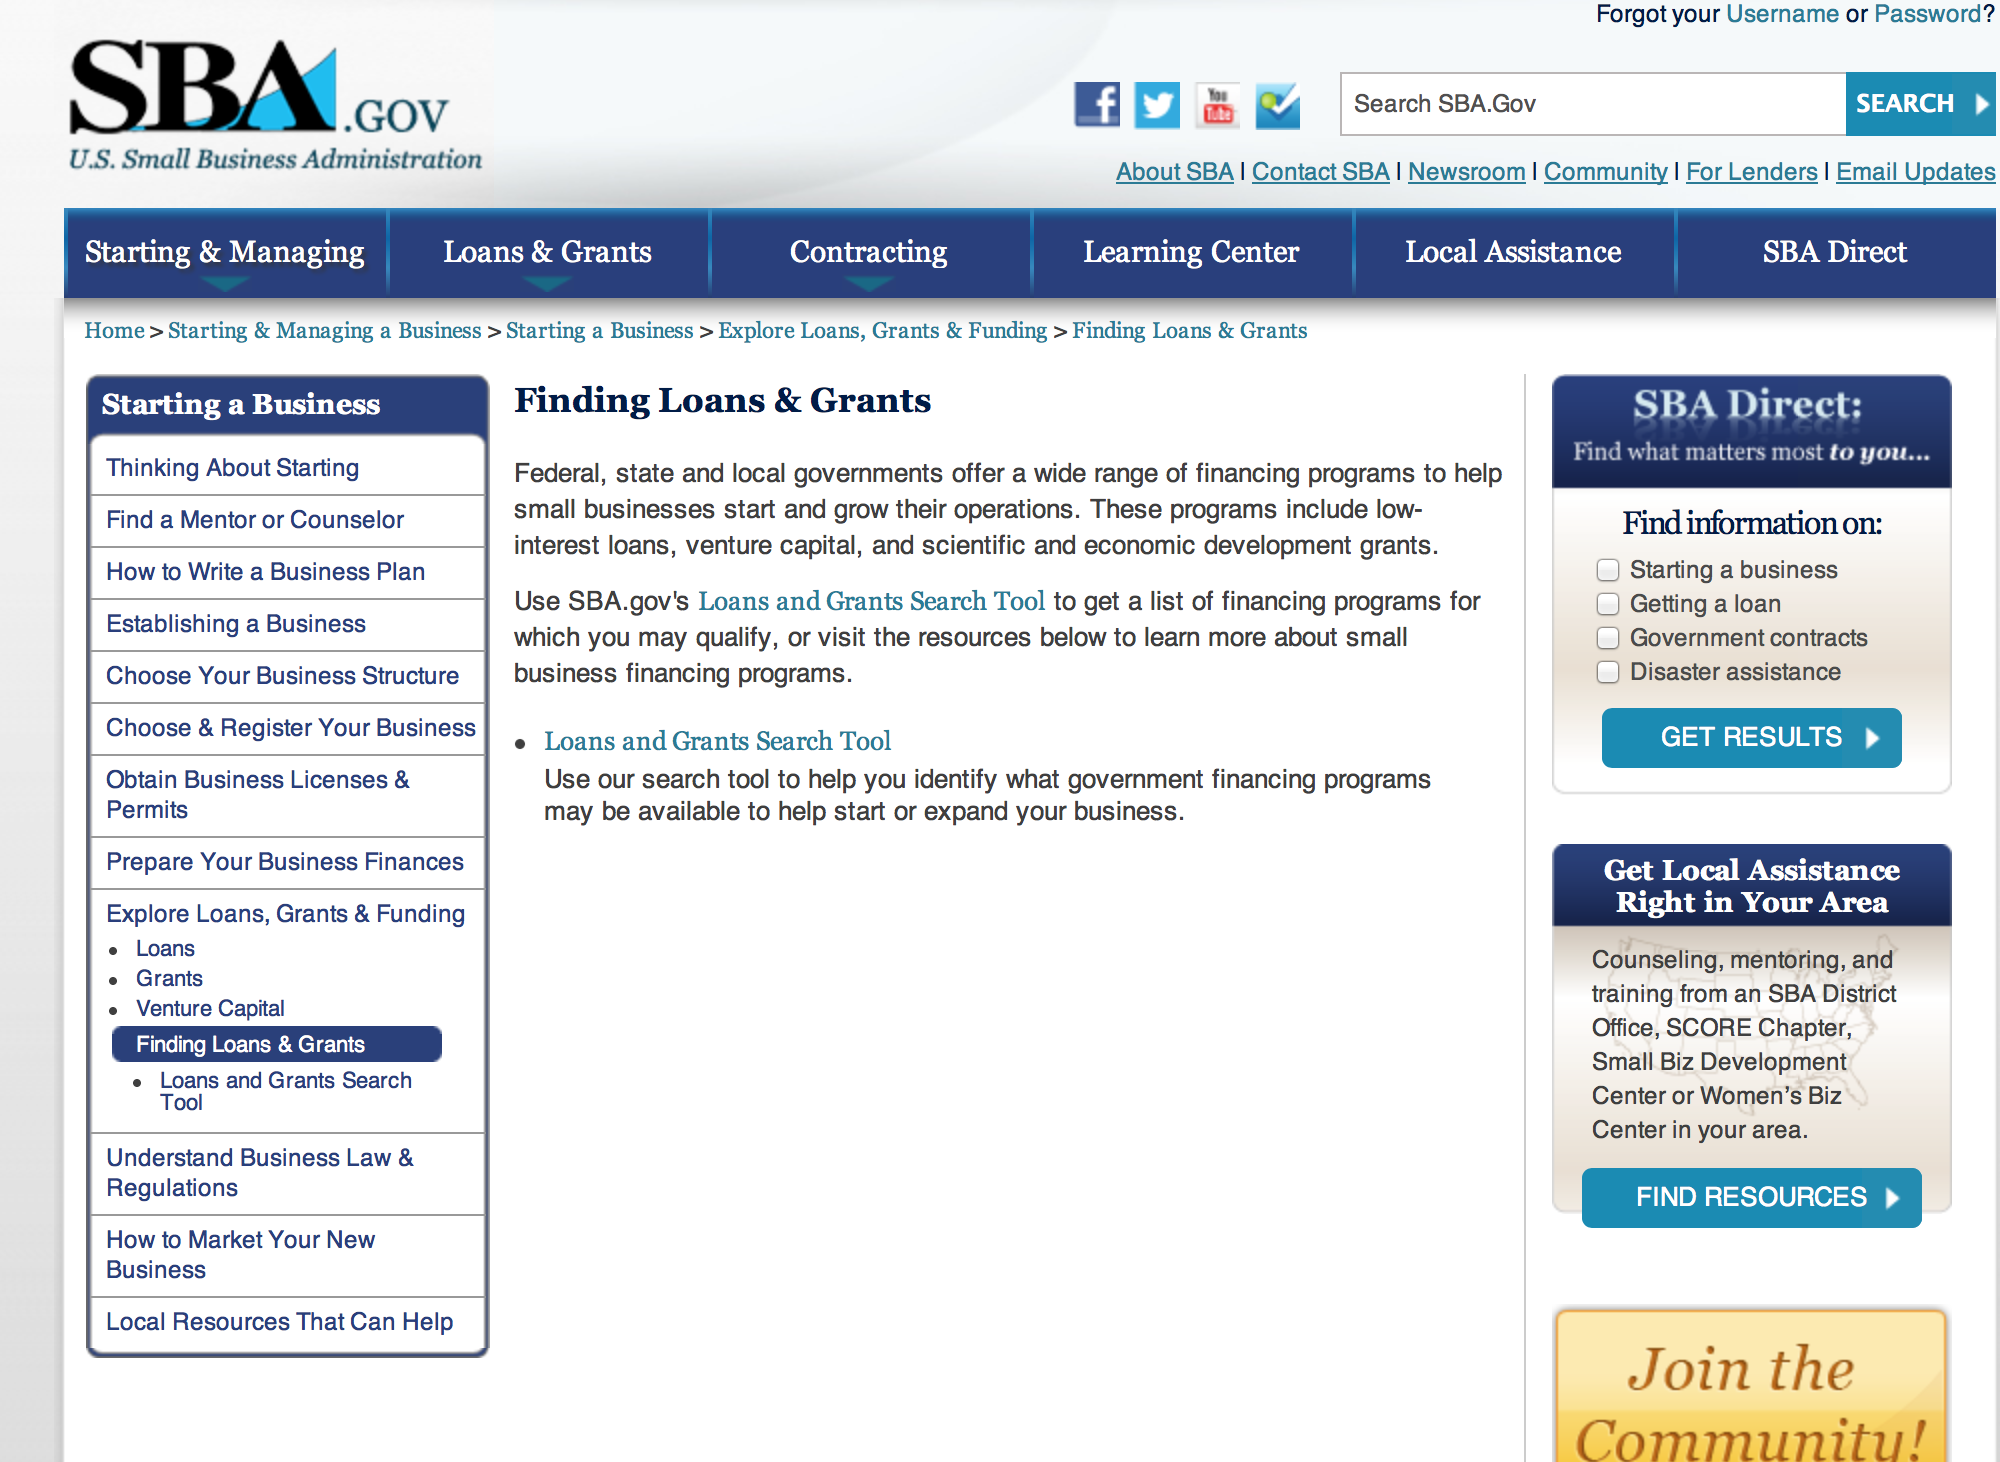 Forgot your Username or Password?
SBA.GOV
U.S. Small Business Administration
You
Tube
Search SBA.Gov
SEARCH
About SBA | Contact SBA | Newsroom | Community | For Lenders | Email Updates
Starting & Managing
Loans & Grants
Contracting
Learning Center
Local Assistance
SBA Direct
Home > Starting & Managing a Business > Starting a Business > Explore Loans, Grants & Funding > Finding Loans & Grants
Starting a Business
Thinking About Starting
Find a Mentor or Counselor
How to Write a Business Plan
Establishing a Business
Choose Your Business Structure
Choose & Register Your Business
Obtain Business Licenses &
Permits
Prepare Your Business Finances
Explore Loans, Grants & Funding
• Loans
• Grants
• Venture Capital
Finding Loans & Grants
• Loans and Grants Search
Tool
Understand Business Law &
Regulations
How to Market Your New
Business
Local Resources That Can Help
Finding Loans & Grants
Federal, state and local governments offer a wide range of financing programs to help
small businesses start and grow their operations. These programs include low-
interest loans, venture capital, and scientific and economic development grants.
Use SBA.gov's Loans and Grants Search Tool to get a list of financing programs for
which you may qualify, or visit the resources below to learn more about small
business financing programs.
• Loans and Grants Search Tool
Use our search tool to help you identify what government financing programs
may be available to help start or expand your business.
SBA Direct:
Find what matters most to you...
Find information on:
Starting a business
Getting a loan
Government contracts
Disaster assistance
GET RESULTS
Get Local Assistance
Right in Your Area
Counseling, mentoring, and
training from an SBA District
Office, SCORE Chapter,
Small Biz Development
Center or Women’s Biz
Center in your area.
FIND RESOURCES
Join the
Community!